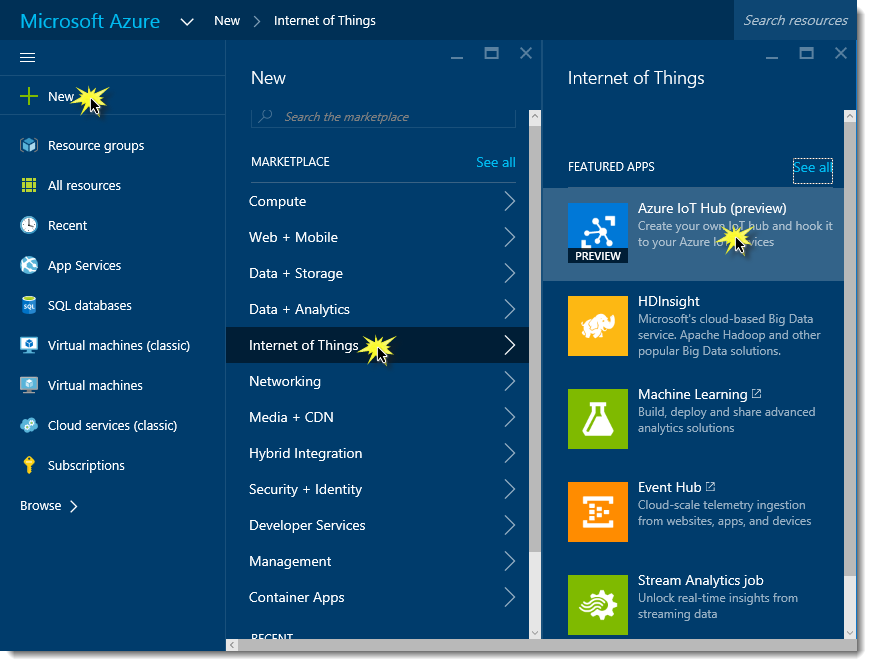 Microsoft Azure
New
Internet of Things
Search resources
New
Resource groups
All resources
Recent
App Services
SQL
SQL databases
Virtual machines (classic)
Virtual machines
Cloud services (classic)
Subscriptions
Browse
New
Search the marketplace
MARKETPLACE
See all
Compute
Web + Mobile
Data + Storage
Data + Analytics
Internet of Things
Networking
Media + CDN
Hybrid Integration
Security + Identity
Developer Services
Management
Container Apps
RECENT
Internet of Things
FEATURED APPS
See all
PREVIEW
Azure IoT Hub (preview)
Create your own IoT hub and hook it
to your Azure IoT devices
HDInsight
Microsoft's cloud-based Big Data
service. Apache Hadoop and other
popular Big Data solutions.
Machine Learning
Build, deploy and share advanced
analytics solutions
Event Hub
Cloud-scale telemetry ingestion
from websites, apps, and devices
Stream Analytics job
Unlock real-time insights from
streaming data